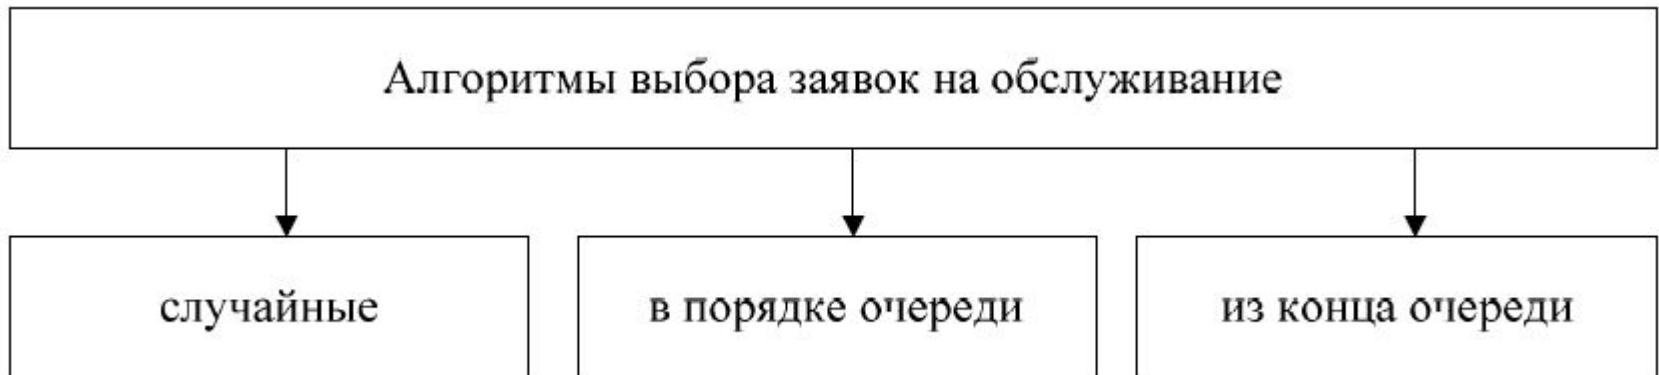 Алгоритмы выбора заявок на обслуживание
случайные
в порядке очереди
из конца очереди